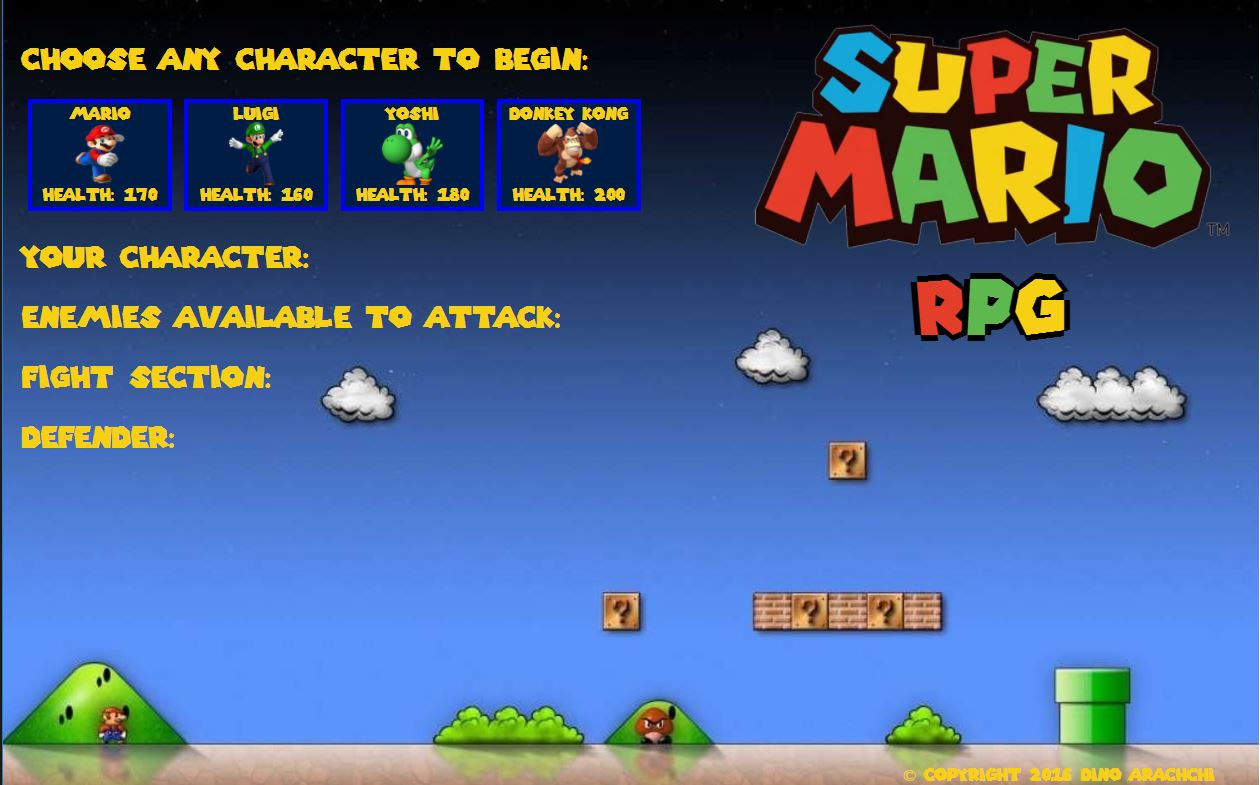 CHOOSE ANY CHARACTER TO BEGIN:
MARIO
HEALTH: 170
LUIGI
HEALTH: 160
YOSHI
HEALTH: 180
DONKEY KONG
HEALTH: 200
SUPER
MARIO
TM
RPG
YOUR CHARACTER:
ENEMIES AVAILABLE TO ATTACK:
FIGHT SECTION:
DEFENDER:
?
?
? ?
© COPYRIGHT 2016 DINO ARACHCHI